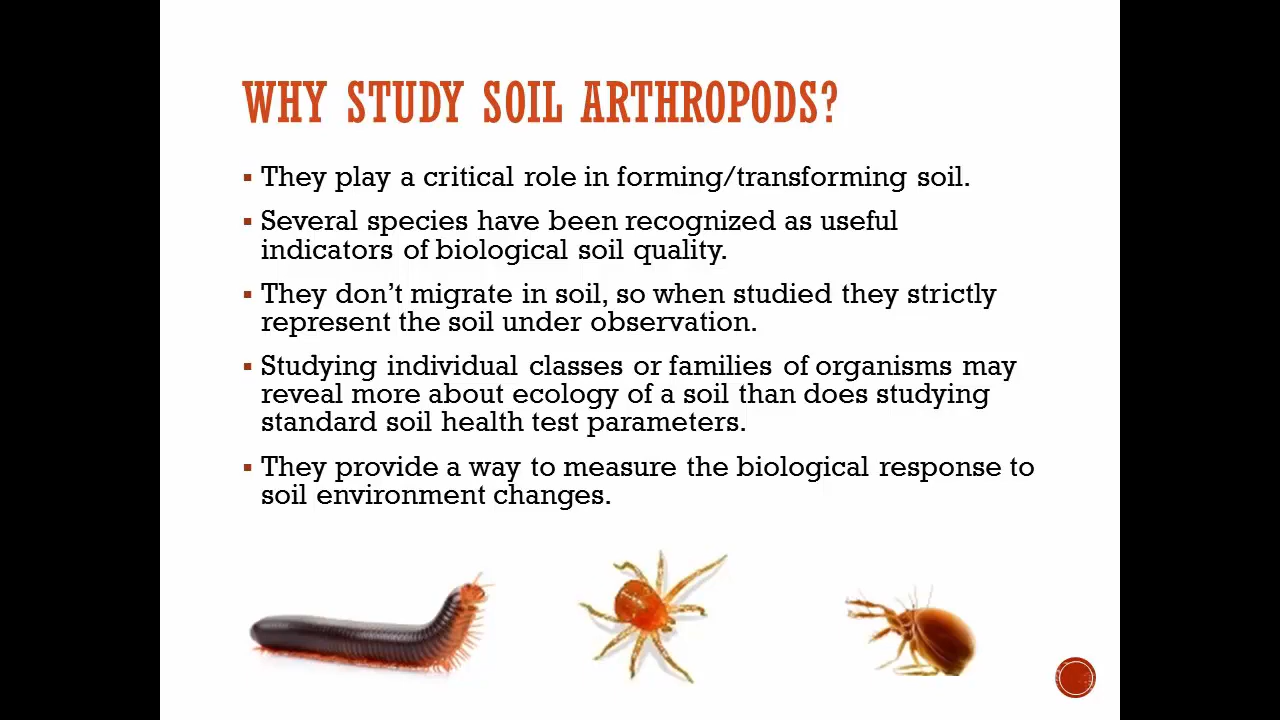 WHY STUDY SOIL ARTHROPODS?
▪ They play a critical role in forming/transforming soil.
▪ Several species have been recognized as useful
indicators of biological soil quality.
▪ They don’t migrate in soil, so when studied they strictly
represent the soil under observation.
▪ Studying individual classes or families of organisms may
reveal more about ecology of a soil than does studying
standard soil health test parameters.
▪ They provide a way to measure the biological response to
soil environment changes.